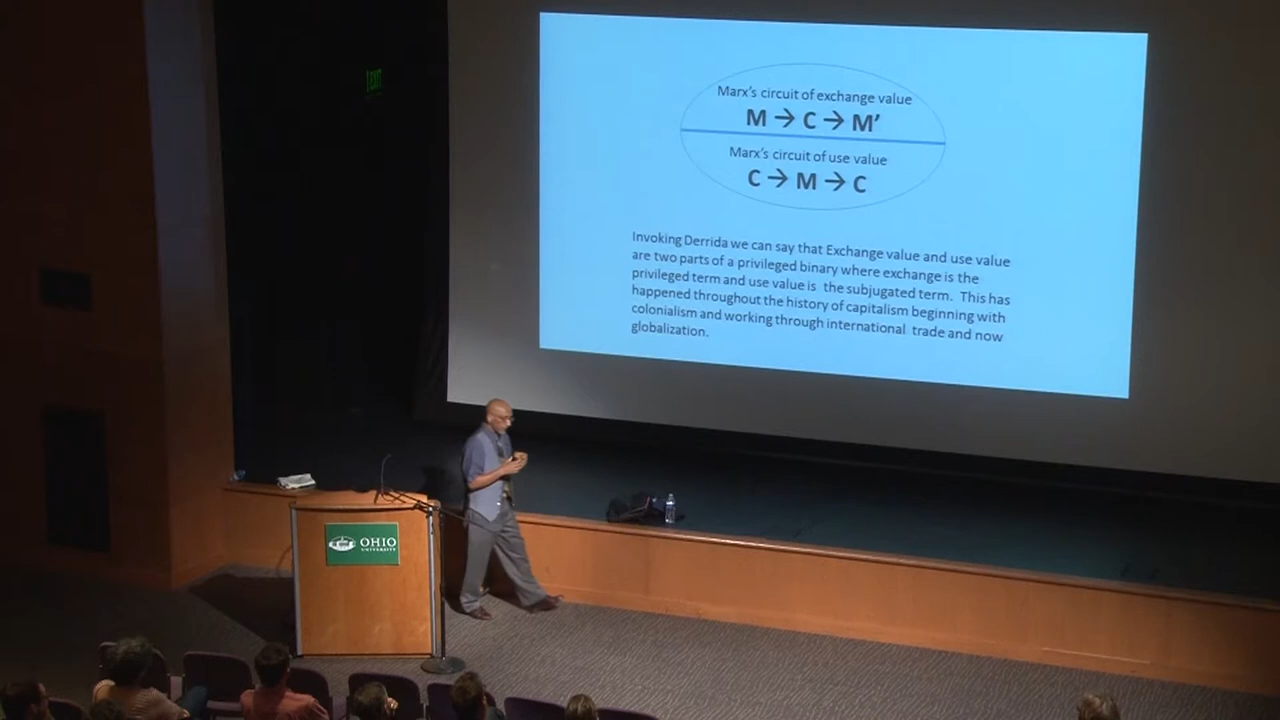 EXIT
Marx's circuit of exchange value
M → C → M'
Marx's circuit of use value
C → M → C
Invoking Derrida we can say that Exchange value and use value
are two parts of a privileged binary where exchange is the
privileged term and use value is the subjugated term. This has
happened throughout the history of capitalism beginning with
colonialism and working through international trade and now
globalization.
OHIO
UNIVERSITY